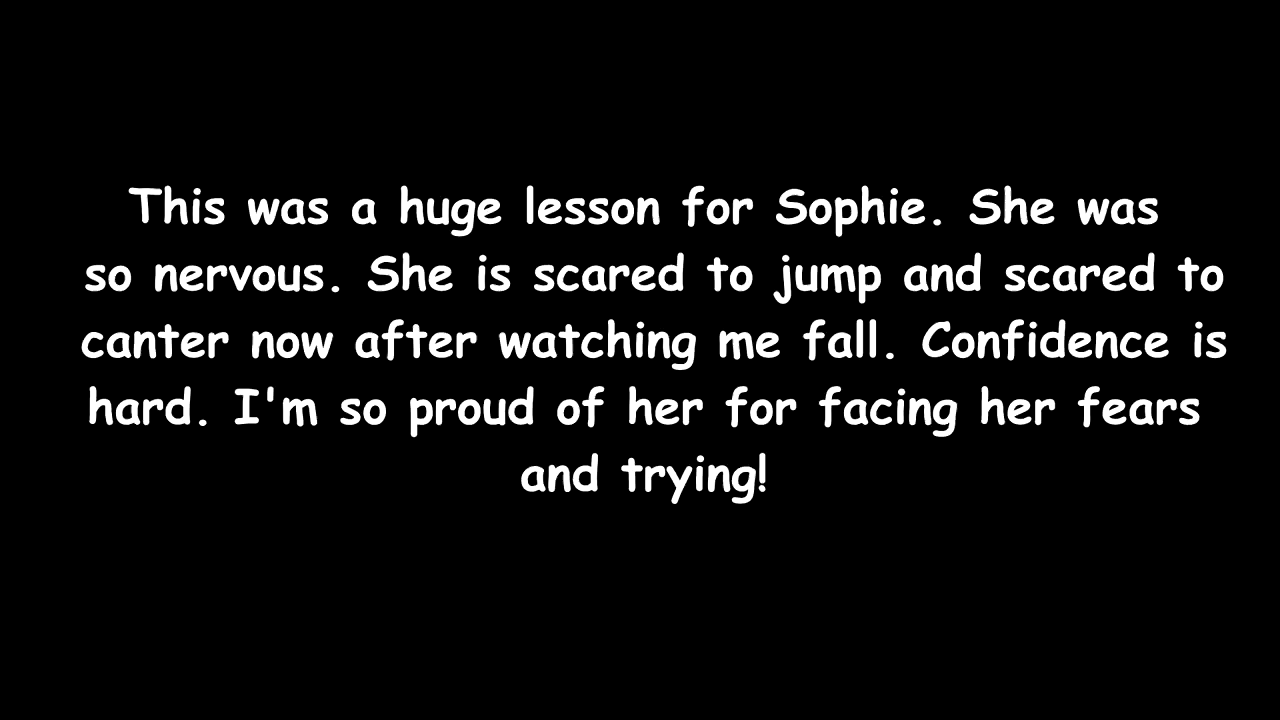 This was a huge lesson for Sophie. She was
so nervous. She is scared to jump and scared to
canter now after watching me fall. Confidence is
hard. I'm so proud of her for facing her fears
and trying!